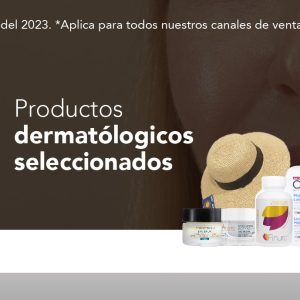 del 2023. *Aplica para todos nuestros canales de venta
Productos
dermatólogicos
seleccionados